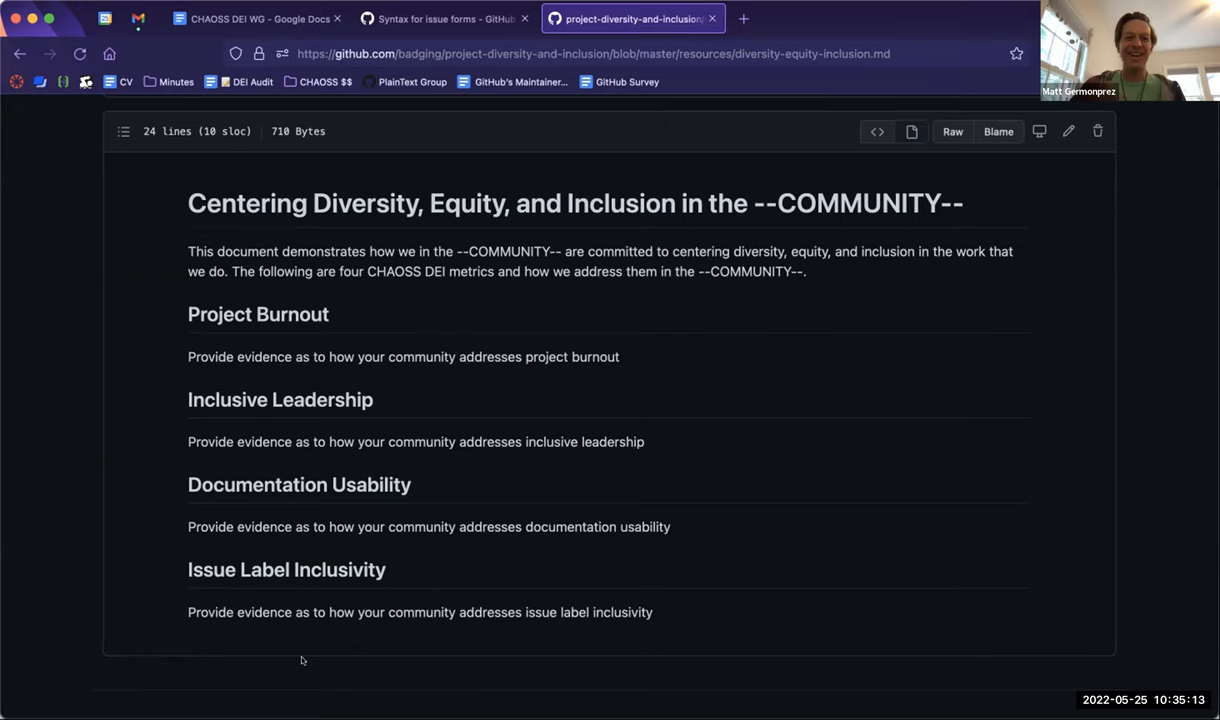 CHAOSS DEI WG - Google Docs
Syntax for issue forms - GitHub
project-diversity-and-inclusion/
https://github.com/badging/project-diversity-and-inclusion/blob/master/resources/diversity-equity-inclusion.md
CV
Minutes
DEI Audit
CHAOSS $$
PlainText Group
GitHub's Maintainer...
GitHub Survey
Matt Germonprez
24 lines (10 sloc)
710 Bytes
Raw
Blame
Centering Diversity, Equity, and Inclusion in the --COMMUNITY--
This document demonstrates how we in the --COMMUNITY-- are committed to centering diversity, equity, and inclusion in the work that
we do. The following are four CHAOSS DEI metrics and how we address them in the --COMMUNITY--.
Project Burnout
Provide evidence as to how your community addresses project burnout
Inclusive Leadership
Provide evidence as to how your community addresses inclusive leadership
Documentation Usability
Provide evidence as to how your community addresses documentation usability
Issue Label Inclusivity
Provide evidence as to how your community addresses issue label inclusivity
2022-05-25 10:35:13